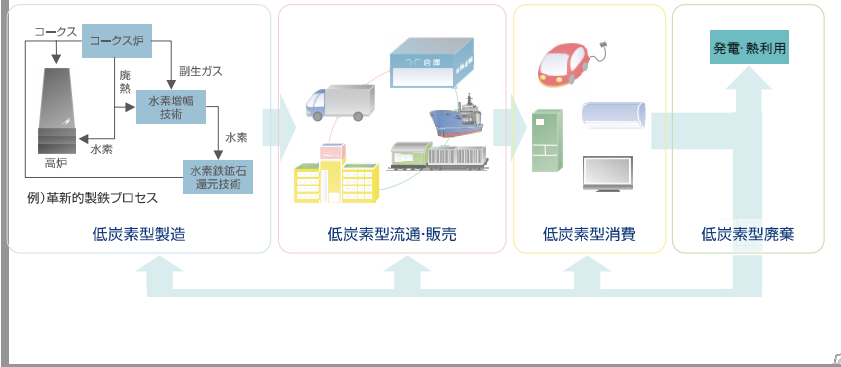 コークス
コークス炉
廃熱
副生ガス
水素増幅
技術
水素
水素
高炉
水素鉄鉱石
還元技術
例）革新的製鉄プロセス
低炭素型製造
○○倉庫
低炭素型流通・販売
低炭素型消費
発電・熱利用
低炭素型廃棄